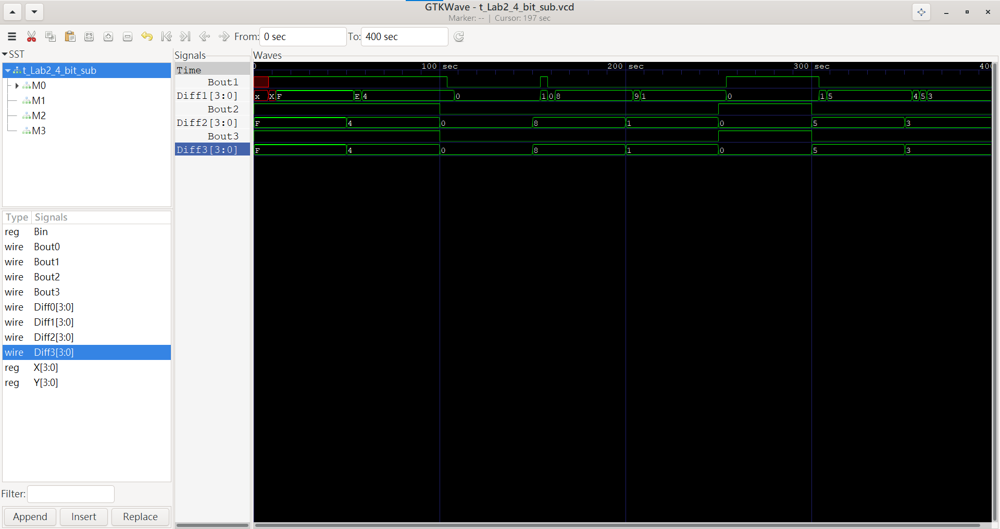 GTKWave - t_Lab2_4_bit_sub.vcd
Marker: -- | Cursor: 197 sec
From: 0 sec To: 400 sec
SST
t_Lab2_4_bit_sub
M0
M1
M2
M3
Type Signals
reg Bin
wire Bout0
wire Bout1
wire Bout2
wire Bout3
wire Diff0[3:0]
wire Diff1[3:0]
wire Diff2[3:0]
wire Diff3[3:0]
reg X[3:0]
reg Y[3:0]
Filter:
Append Insert Replace
Signals
Time
Bout1
Diff1[3:0]
Bout2
Diff2[3:0]
Bout3
Diff3[3:0]
Waves
0 100 sec 200 sec 300 sec 400
x X F E 4 0 1 0 8 9 1 0 1 5 4 5 3
F 4 0 8 1 0 5 3
F 4 0 8 1 0 5 3